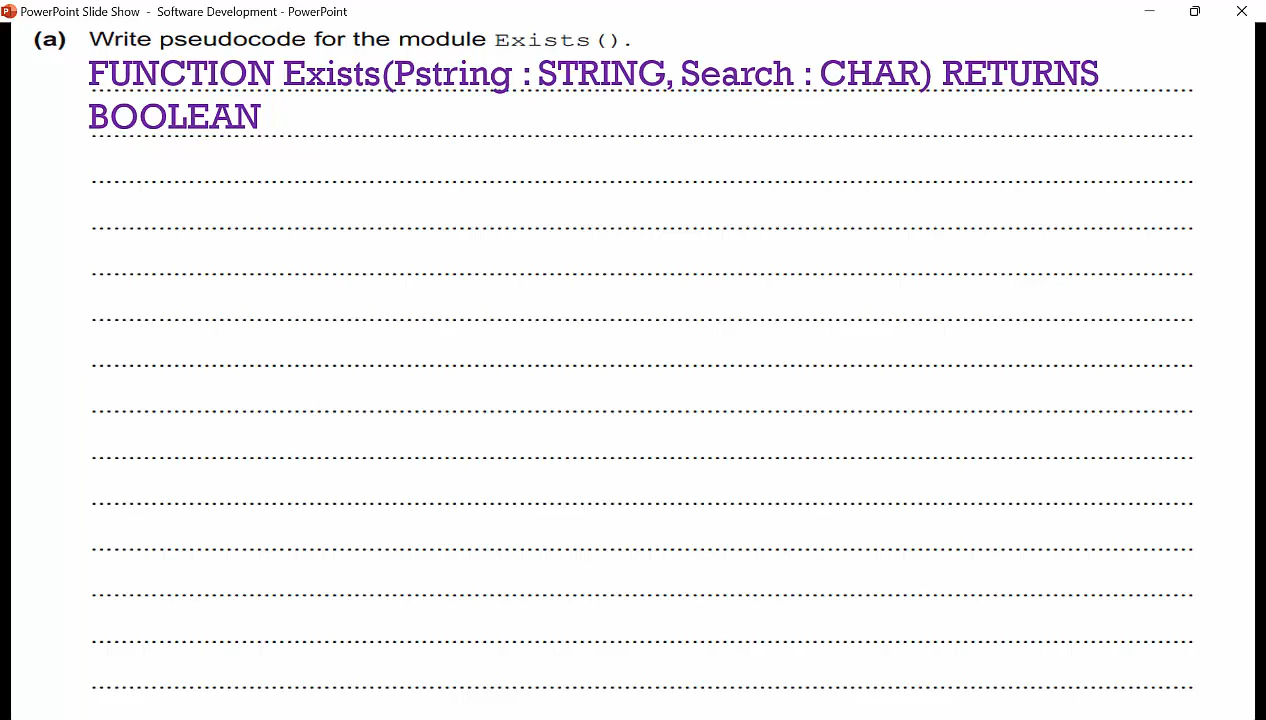 PowerPoint Slide Show - Software Development - PowerPoint
(a) Write pseudocode for the module Exists().
FUNCTION Exists(Pstring : STRING, Search : CHAR) RETURNS
BOOLEAN